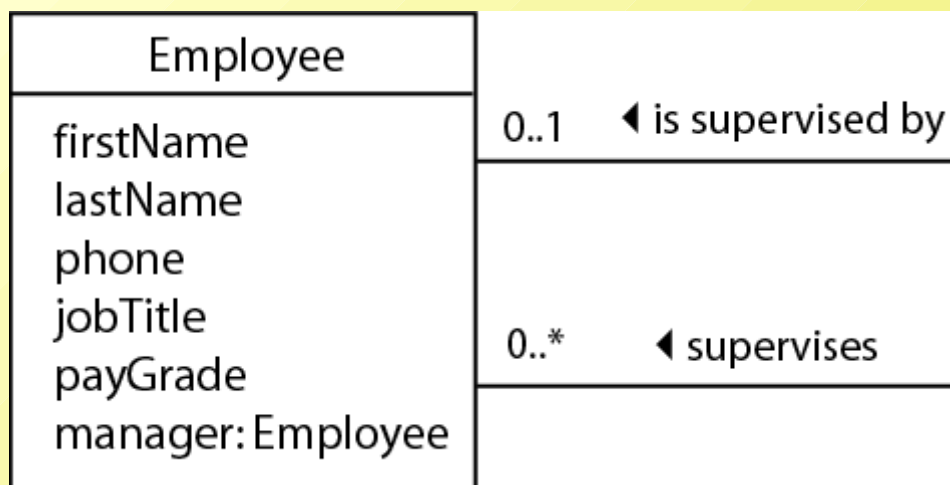 Employee
firstName
lastName
phone
jobTitle
payGrade
manager: Employee
0..1 ◄ is supervised by
0..* ◄ supervises